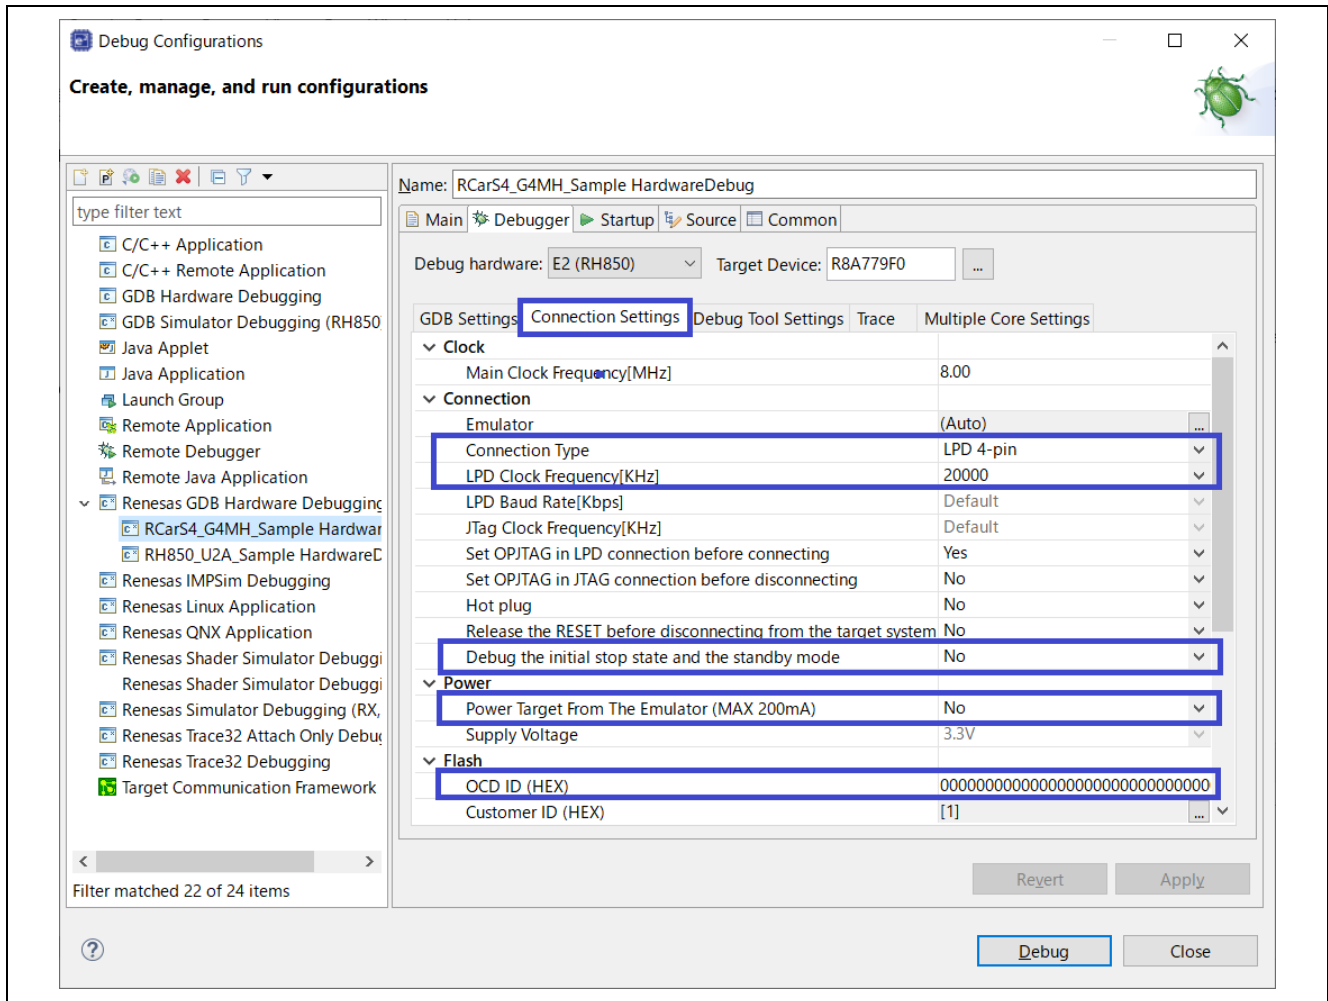 Debug Configurations
Create, manage, and run configurations
type filter text
C/C++ Application
C/C++ Remote Application
GDB Hardware Debugging
GDB Simulator Debugging (RH850)
Java Applet
Java Application
Launch Group
Remote Application
Remote Debugger
Remote Java Application
Renesas GDB Hardware Debugging
RCarS4_G4MH_Sample Hardwar
RH850_U2A_Sample HardwareD
Renesas IMPSim Debugging
Renesas Linux Application
Renesas QNX Application
Renesas Shader Simulator Debuggi
Renesas Shader Simulator Debuggi
Renesas Simulator Debugging (RX,
Renesas Trace32 Attach Only Debug
Renesas Trace32 Debugging
Target Communication Framework
Filter matched 22 of 24 items
Name: RCarS4_G4MH_Sample HardwareDebug
Main Debugger Startup Source Common
Debug hardware: E2 (RH850) Target Device: R8A779F0 ...
GDB Settings Connection Settings Debug Tool Settings Trace Multiple Core Settings
Clock
Main Clock Frequency[MHz] 8.00
Connection
Emulator (Auto) ...
Connection Type LPD 4-pin
LPD Clock Frequency[KHz] 20000
LPD Baud Rate[Kbps] Default
JTag Clock Frequency[KHz] Default
Set OPJTAG in LPD connection before connecting Yes
Set OPJTAG in JTAG connection before disconnecting No
Hot plug No
Release the RESET before disconnecting from the target system No
Debug the initial stop state and the standby mode No
Power
Power Target From The Emulator (MAX 200mA) No
Supply Voltage 3.3V
Flash
OCD ID (HEX) 00000000000000000000000000000
Customer ID (HEX) [1] ...
Revert Apply
Debug Close